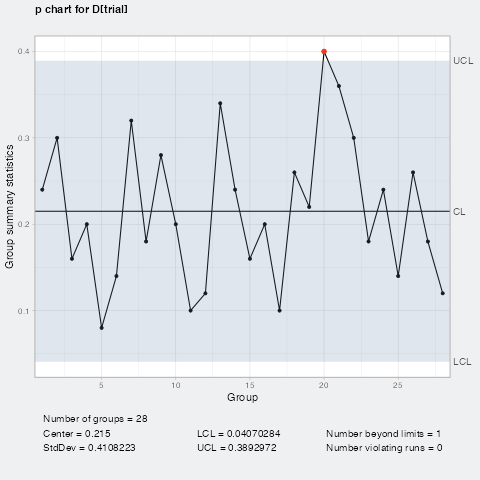 p chart for D[trial]
0.4
0.3
0.2
0.1
Group summary statistics
UCL
CL
LCL
5 10 15 20 25
Group
Number of groups = 28
Center = 0.215 LCL = 0.04070284 Number beyond limits = 1
StdDev = 0.4108223 UCL = 0.3892972 Number violating runs = 0